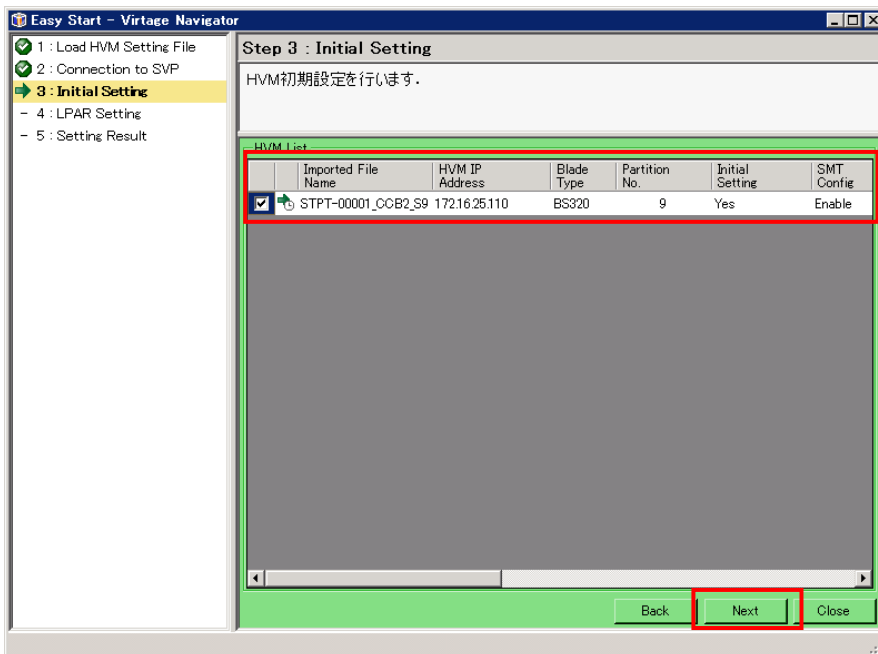 Easy Start - Virtage Navigator
1 : Load HVM Setting File
2 : Connection to SVP
3 : Initial Setting
- 4 : LPAR Setting
- 5 : Setting Result
Step 3 : Initial Setting
HVM初期設定を行います.
HVM List
Imported File Name HVM IP Address Blade Type Partition No. Initial Setting SMT Config
STPT-00001_CCB2_S9 172.16.25.110 BS320 9 Yes Enable
Back Next Close